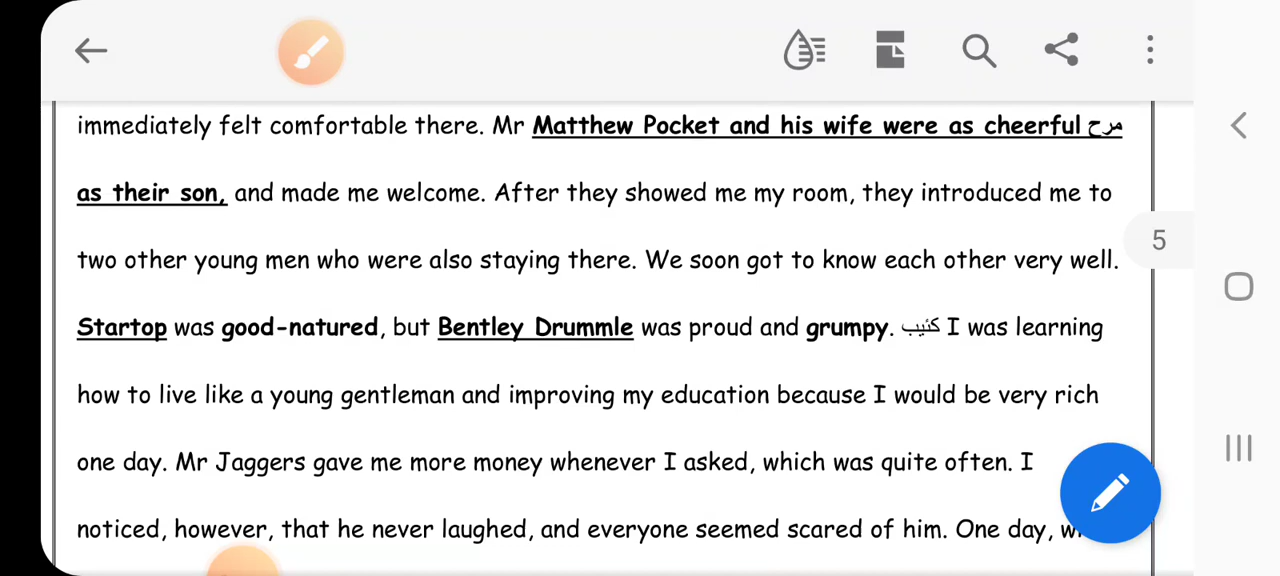 immediately felt comfortable there. Mr Matthew Pocket and his wife were as cheerful مرح
as their son, and made me welcome. After they showed me my room, they introduced me to
two other young men who were also staying there. We soon got to know each other very well.
5
Startop was good-natured, but Bentley Drummle was proud and grumpy. كئيب I was learning
how to live like a young gentleman and improving my education because I would be very rich
one day. Mr Jaggers gave me more money whenever I asked, which was quite often. I
noticed, however, that he never laughed, and everyone seemed scared of him. One day,